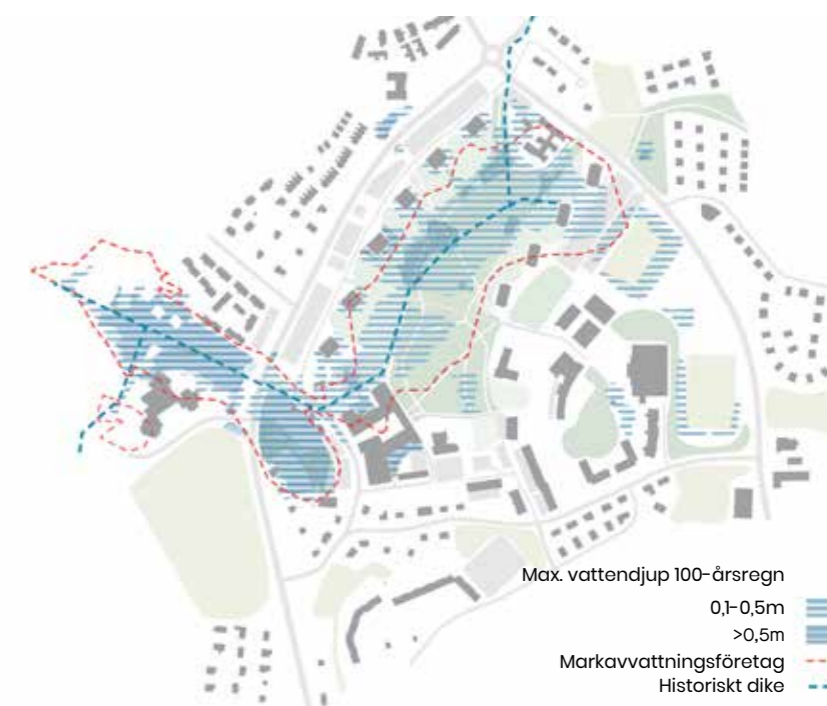 Max. vattendjup 100-årsregn
0,1-0,5m
>0,5m
Markavvattningsföretag
Historiskt dike